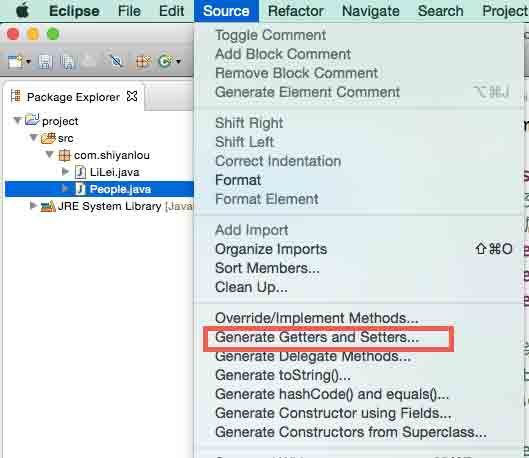 Eclipse File Edit Source Refactor Navigate Search Project
Toggle Comment
Add Block Comment
Remove Block Comment
Generate Element Comment ⌥⌘J
Package Explorer
Shift Right
project
Shift Left
src
com.shiyanlou
Correct Indentation
LiLei.java
Format
People.java
Generate Element
JRE System Library [Java
Add Import
Organize Imports ⇧⌘O
Sort Members...
Clean Up...
Override/Implement Methods...
Generate Getters and Setters...
Generate Delegate Methods...
Generate toString()...
Generate hashCode() and equals()...
Generate Constructor using Fields...
Generate Constructors from Superclass...